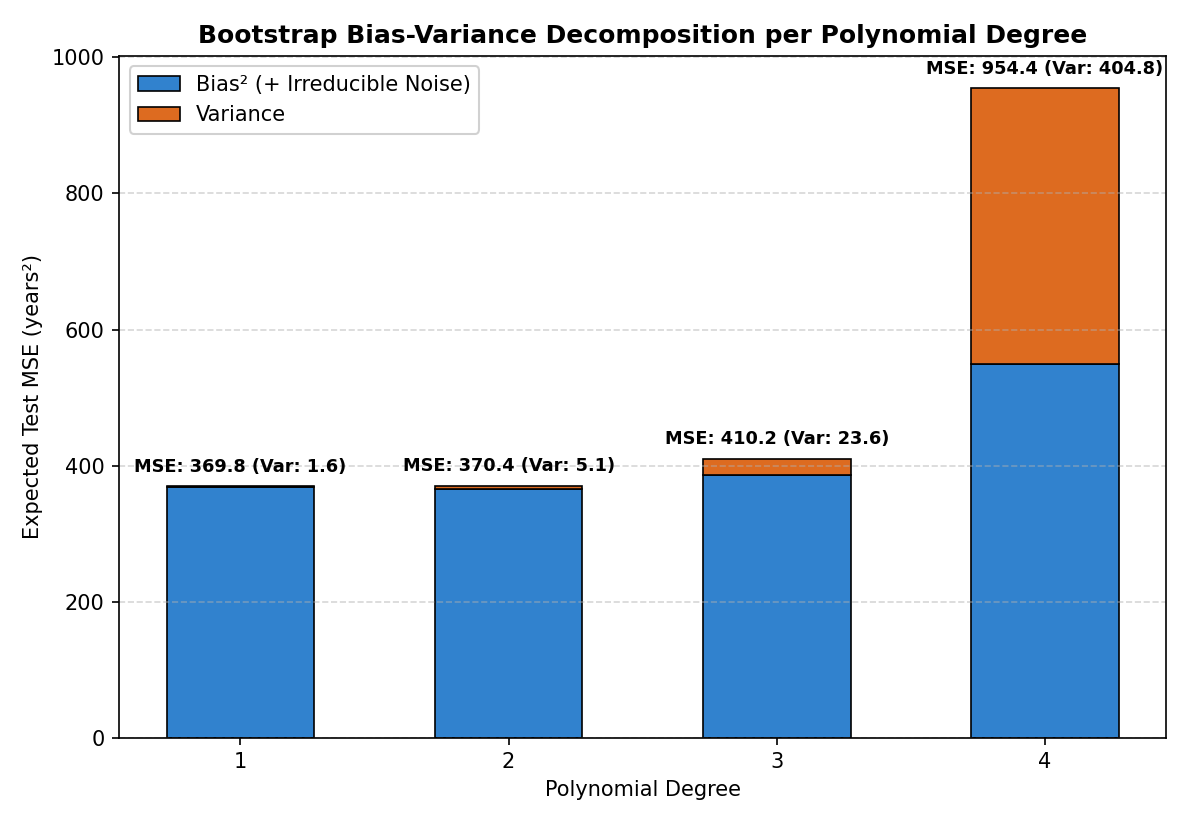 Bootstrap Bias-Variance Decomposition per Polynomial Degree
Bias² (+ Irreducible Noise)
Variance
Expected Test MSE (years²)
1000
800
600
400
200
0
MSE: 369.8 (Var: 1.6)
MSE: 370.4 (Var: 5.1)
MSE: 410.2 (Var: 23.6)
MSE: 954.4 (Var: 404.8)
1
2
3
4
Polynomial Degree